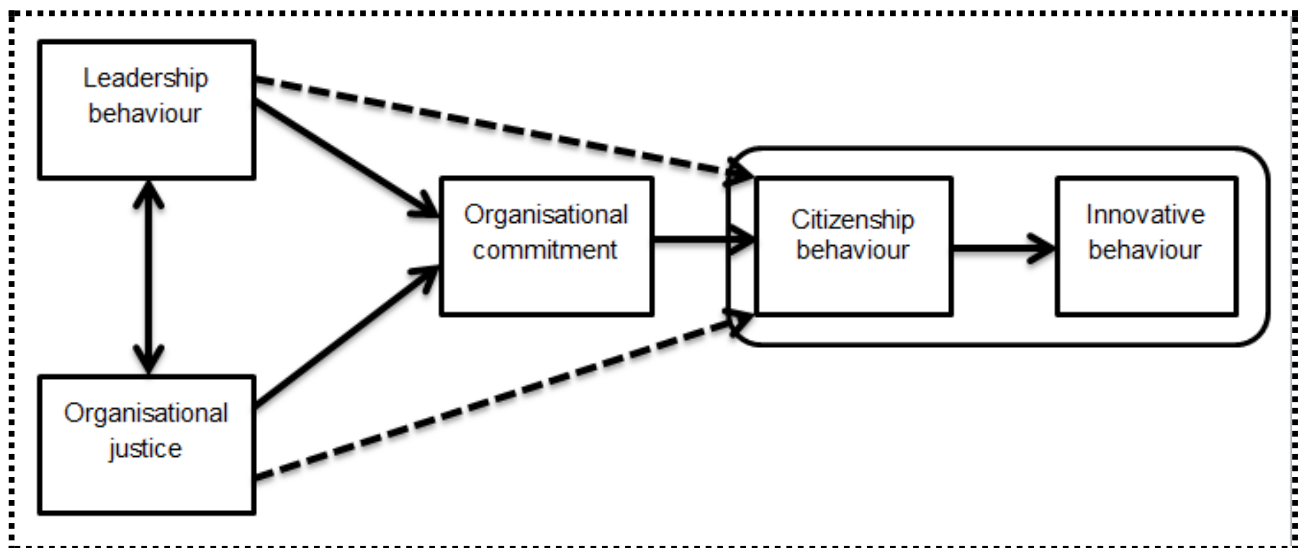 Leadership
behaviour
Organisational
commitment
Citizenship
behaviour
Innovative
behaviour
Organisational
justice